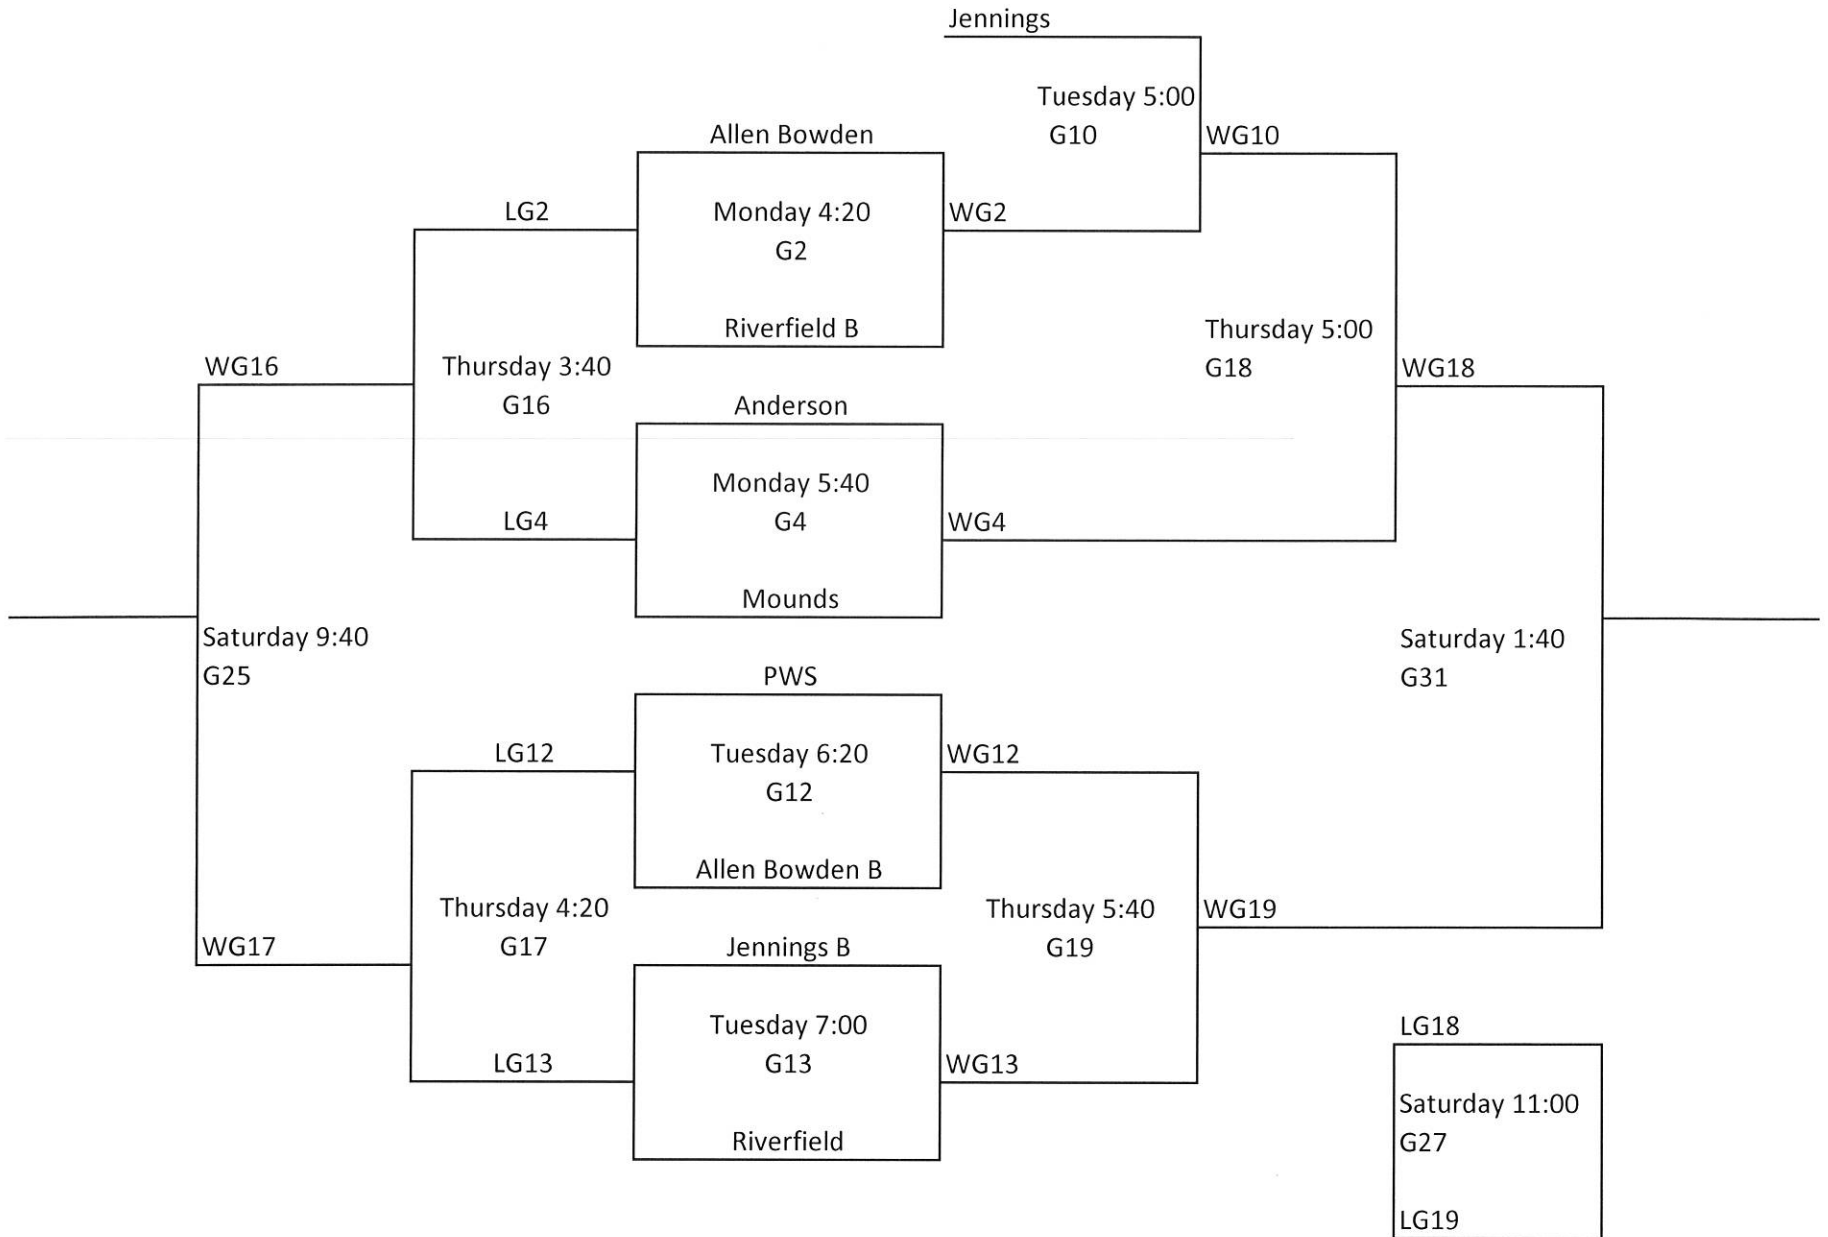 Jennings
Tuesday 5:00
G10
Allen Bowden
WG10
LG2
Monday 4:20
WG2
G2
Riverfield B
Thursday 5:00
WG16
Thursday 3:40
G18
WG18
G16
Anderson
Monday 5:40
LG4
G4
WG4
Mounds
Saturday 9:40
Saturday 1:40
G25
PWS
G31
LG12
Tuesday 6:20
WG12
G12
Allen Bowden B
Thursday 4:20
Thursday 5:40
WG19
WG17
G17
Jennings B
G19
Tuesday 7:00
LG18
LG13
G13
WG13
Saturday 11:00
Riverfield
G27
LG19